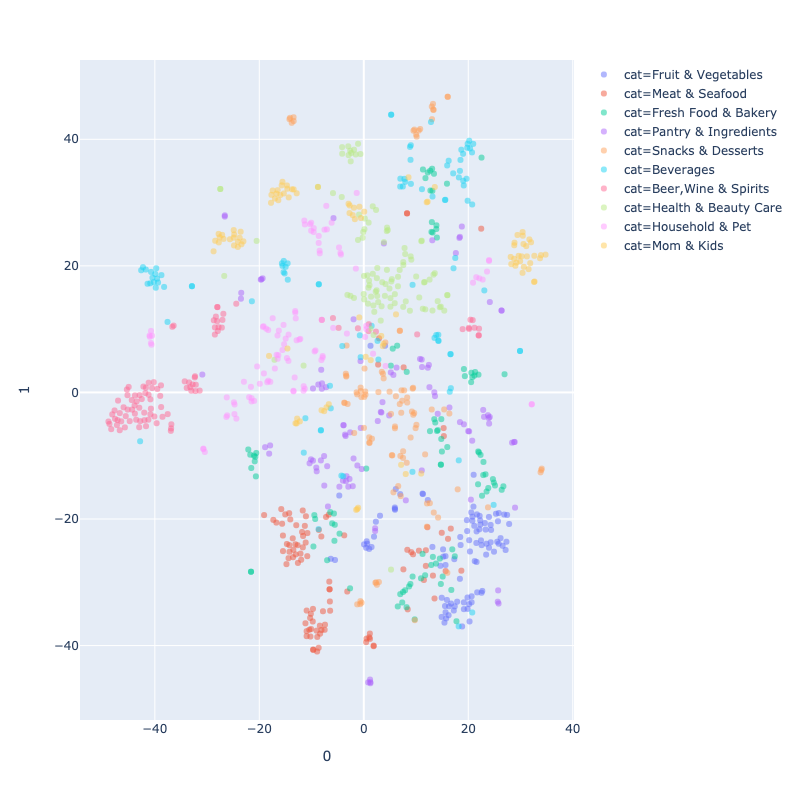 cat=Fruit & Vegetables
cat=Meat & Seafood
cat=Fresh Food & Bakery
cat=Pantry & Ingredients
cat=Snacks & Desserts
cat=Beverages
cat=Beer,Wine & Spirits
cat=Health & Beauty Care
cat=Household & Pet
cat=Mom & Kids
40
20
0
−20
−40
1
−40
−20
0
20
40
0